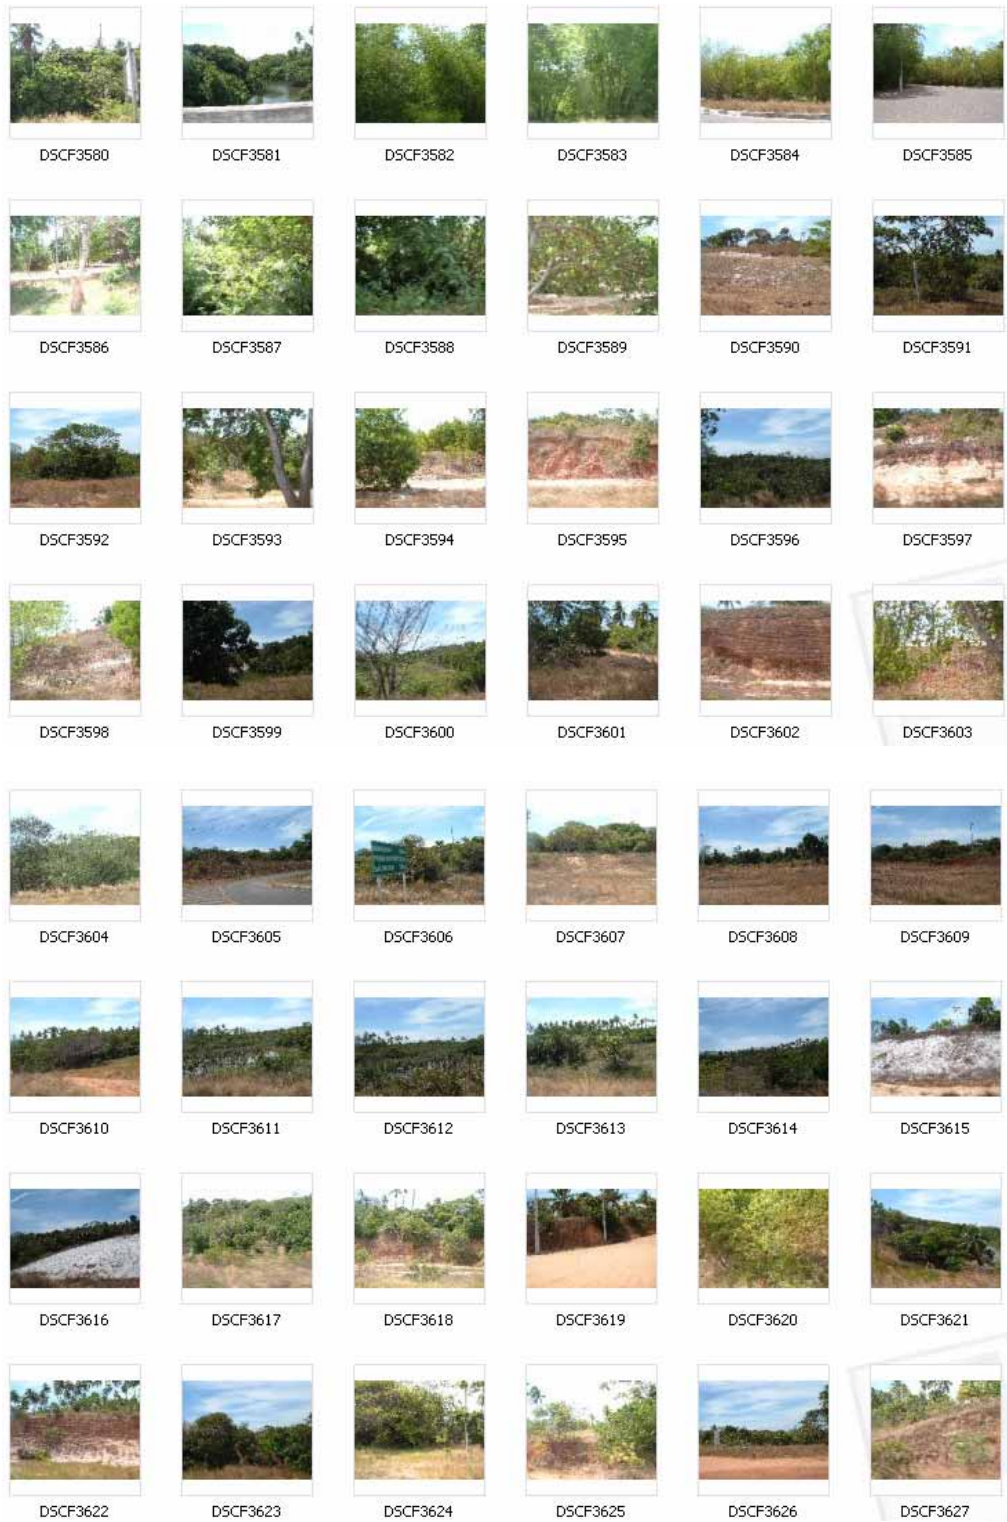 DSCF3580 DSCF3581 DSCF3582 DSCF3583 DSCF3584 DSCF3585
DSCF3586 DSCF3587 DSCF3588 DSCF3589 DSCF3590 DSCF3591
DSCF3592 DSCF3593 DSCF3594 DSCF3595 DSCF3596 DSCF3597
DSCF3598 DSCF3599 DSCF3600 DSCF3601 DSCF3602 DSCF3603
DSCF3604 DSCF3605 DSCF3606 DSCF3607 DSCF3608 DSCF3609
DSCF3610 DSCF3611 DSCF3612 DSCF3613 DSCF3614 DSCF3615
DSCF3616 DSCF3617 DSCF3618 DSCF3619 DSCF3620 DSCF3621
DSCF3622 DSCF3623 DSCF3624 DSCF3625 DSCF3626 DSCF3627